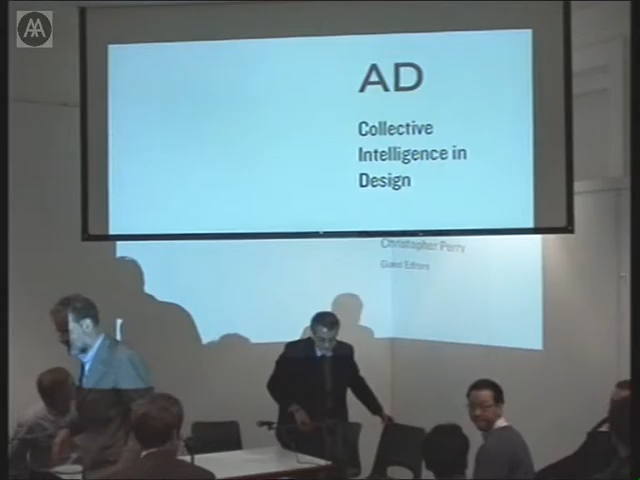 AA
AD
Collective
Intelligence in
Design
Christopher Perry
Guest Editors